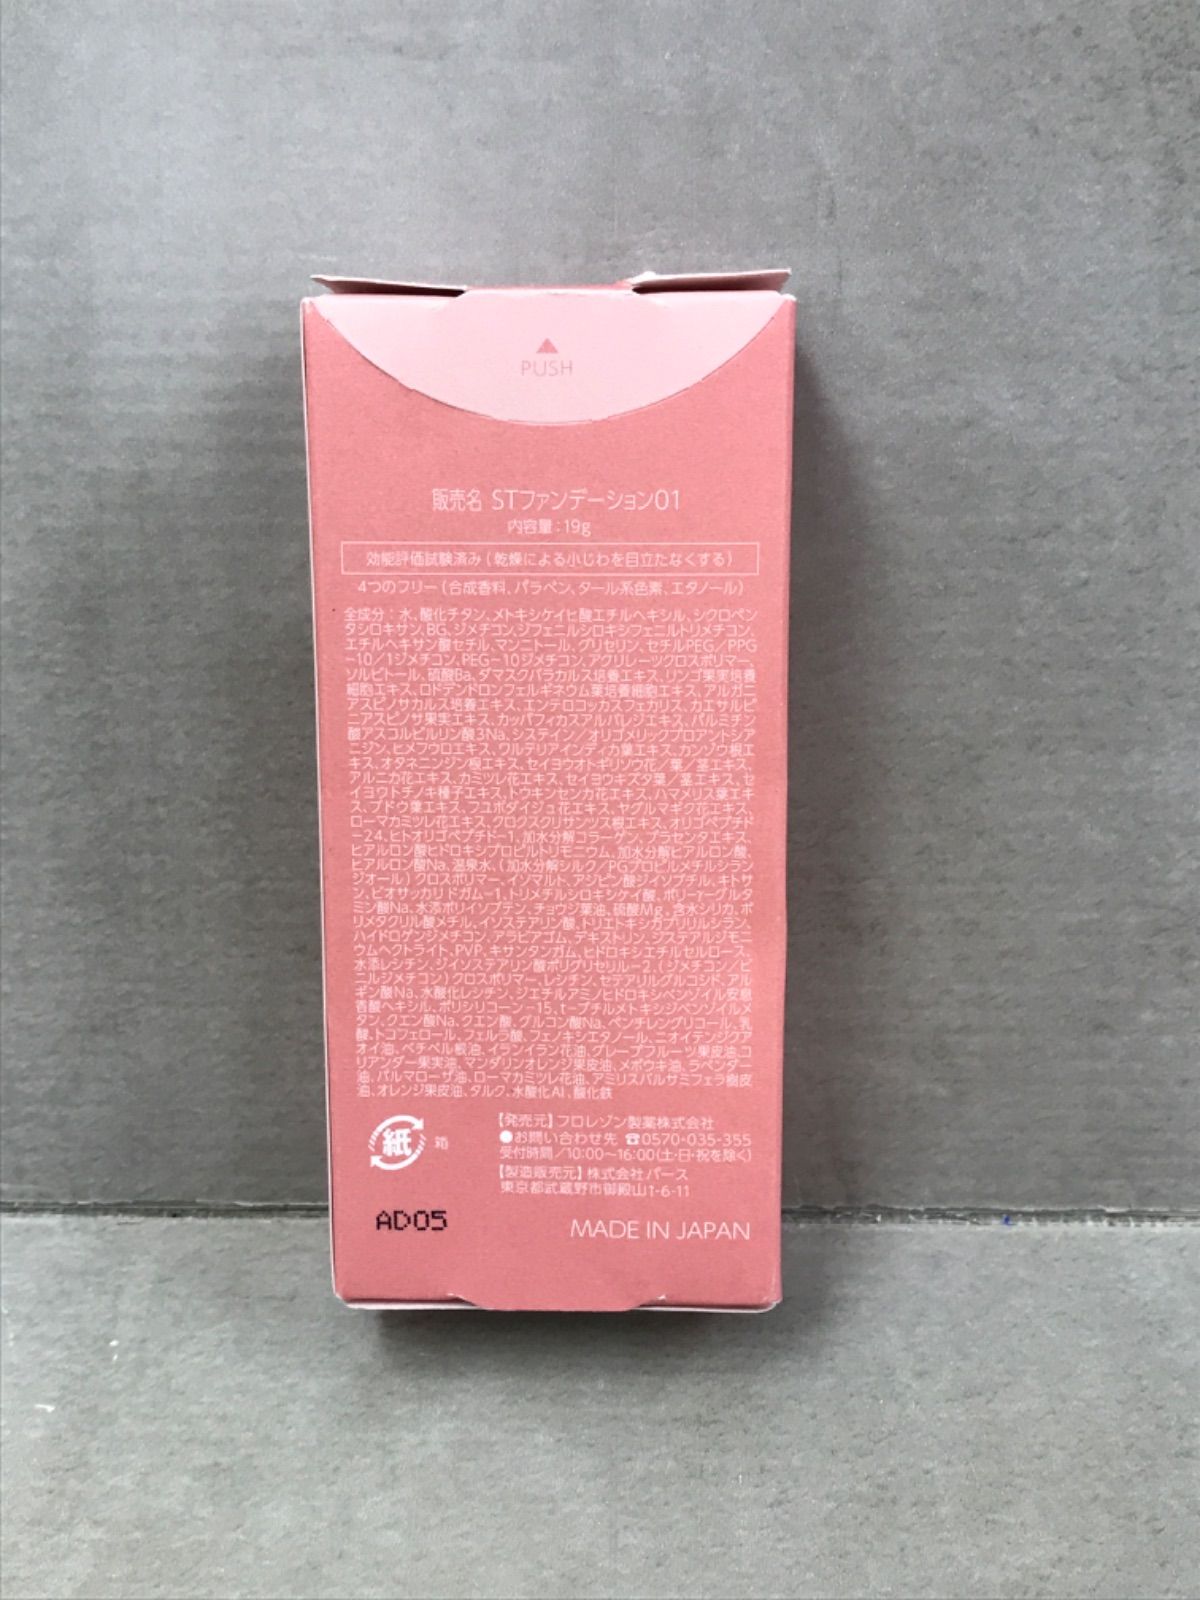 ▲
PUSH
販売名 STファンデーション01
内容量：19g
効能評価試験済み（乾燥による小じわを目立たなくする）
4つのフリー（合成香料、パラベン、タール系色素、エタノール）
全成分：水、酸化チタン、メトキシケイヒ酸エチルヘキシル、シクロペン
タシロキサン、BG、ジメチコン、ジフェニルシロキシフェニルトリメチコン、
エチルヘキサン酸セチル、マンニトール、グリセリン、セチルPEG／PPG
-10／1ジメチコン、PEG-10ジメチコン、アクリレーツクロスポリマー、
ソルビトール、硫酸Ba、ダマスクバラカルス培養エキス、リンゴ果実培養
細胞エキス、ロドデンドロンフェルギネウム葉培養細胞エキス、アルガニ
アスピノサカルス培養エキス、エンテロコッカスフェカリス、カエサルピ
ニアスピノサ果実エキス、カッパフィカスアルバレジエキス、パルミチン
酸アスコルビルリン酸3Na、システイン／オリゴメリックプロアントシア
ニジン、ヒメフウロエキス、ワルテリアインディカ葉エキス、カンゾウ根エ
キス、オタネニンジン根エキス、セイヨウオトギリソウ花／葉／茎エキス、
アルニカ花エキス、カミツレ花エキス、セイヨウキズタ葉／茎エキス、セ
イヨウトチノキ種子エキス、トウキンセンカ花エキス、ハマメリス葉エキ
ス、ブドウ葉エキス、フユボダイジュ花エキス、ヤグルマギク花エキス、
ローマカミツレ花エキス、クロクスクリサンツス根エキス、オリゴペプチド
-24、ヒトオリゴペプチド-1、加水分解コラーゲン、プラセンタエキス、
ヒアルロン酸ヒドロキシプロピルトリモニウム、加水分解ヒアルロン酸、
ヒアルロン酸Na、温泉水、（加水分解シルク／PGプロピルメチルシラン
ジオール）クロスポリマー、イソマルト、アジピン酸ジイソプチル、キトサ
ン、ビオサッカリドガム-1、トリメチルシロキシケイ酸、ポリ-γ-グルタ
ミン酸Na、水添ポリイソブテン、チョウジ葉油、硫酸Mg、含水シリカ、ポ
リメタクリル酸メチル、イソステアリン酸、トリエトキシカプリリルシラン、
ハイドロゲンジメチコン、アラビアゴム、デキストリン、ジステアルジモニ
ウムヘクトライト、PVP、キサンタンガム、ヒドロキシエチルセルロース、
水添レシチン、ジイソステアリン酸ポリグリセリル-2、（ジメチコン／ビ
ニルジメチコン）クロスポリマー、レシチン、セテアリルグルコシド、アル
ギン酸Na、水酸化レシチン、ジエチルアミノヒドロキシベンゾイル安息
香酸ヘキシル、ポリシリコーン-15、t-ブチルメトキシジベンゾイルメ
タン、クエン酸Na、クエン酸、グルコン酸Na、ペンチレングリコール、乳
酸、トコフェロール、フェルラ酸、フェノキシエタノール、ニオイテンジクア
オイ油、ベチベル根油、イランイラン花油、グレープフルーツ果皮油、コ
リアンダー果実油、マンダリンオレンジ果皮油、メボウキ油、ラベンダー
油、パルマローザ油、ローマカミツレ花油、アミリスバルサミフェラ樹皮
油、オレンジ果皮油、タルク、水酸化Al、酸化鉄
紙 箱
【発売元】フロレゾン製薬株式会社
●お問い合わせ先 ☎0570-035-355
受付時間／10:00〜16:00（土・日・祝を除く）
【製造販売元】株式会社パース
東京都武蔵野市御殿山1-6-11
AD05
MADE IN JAPAN